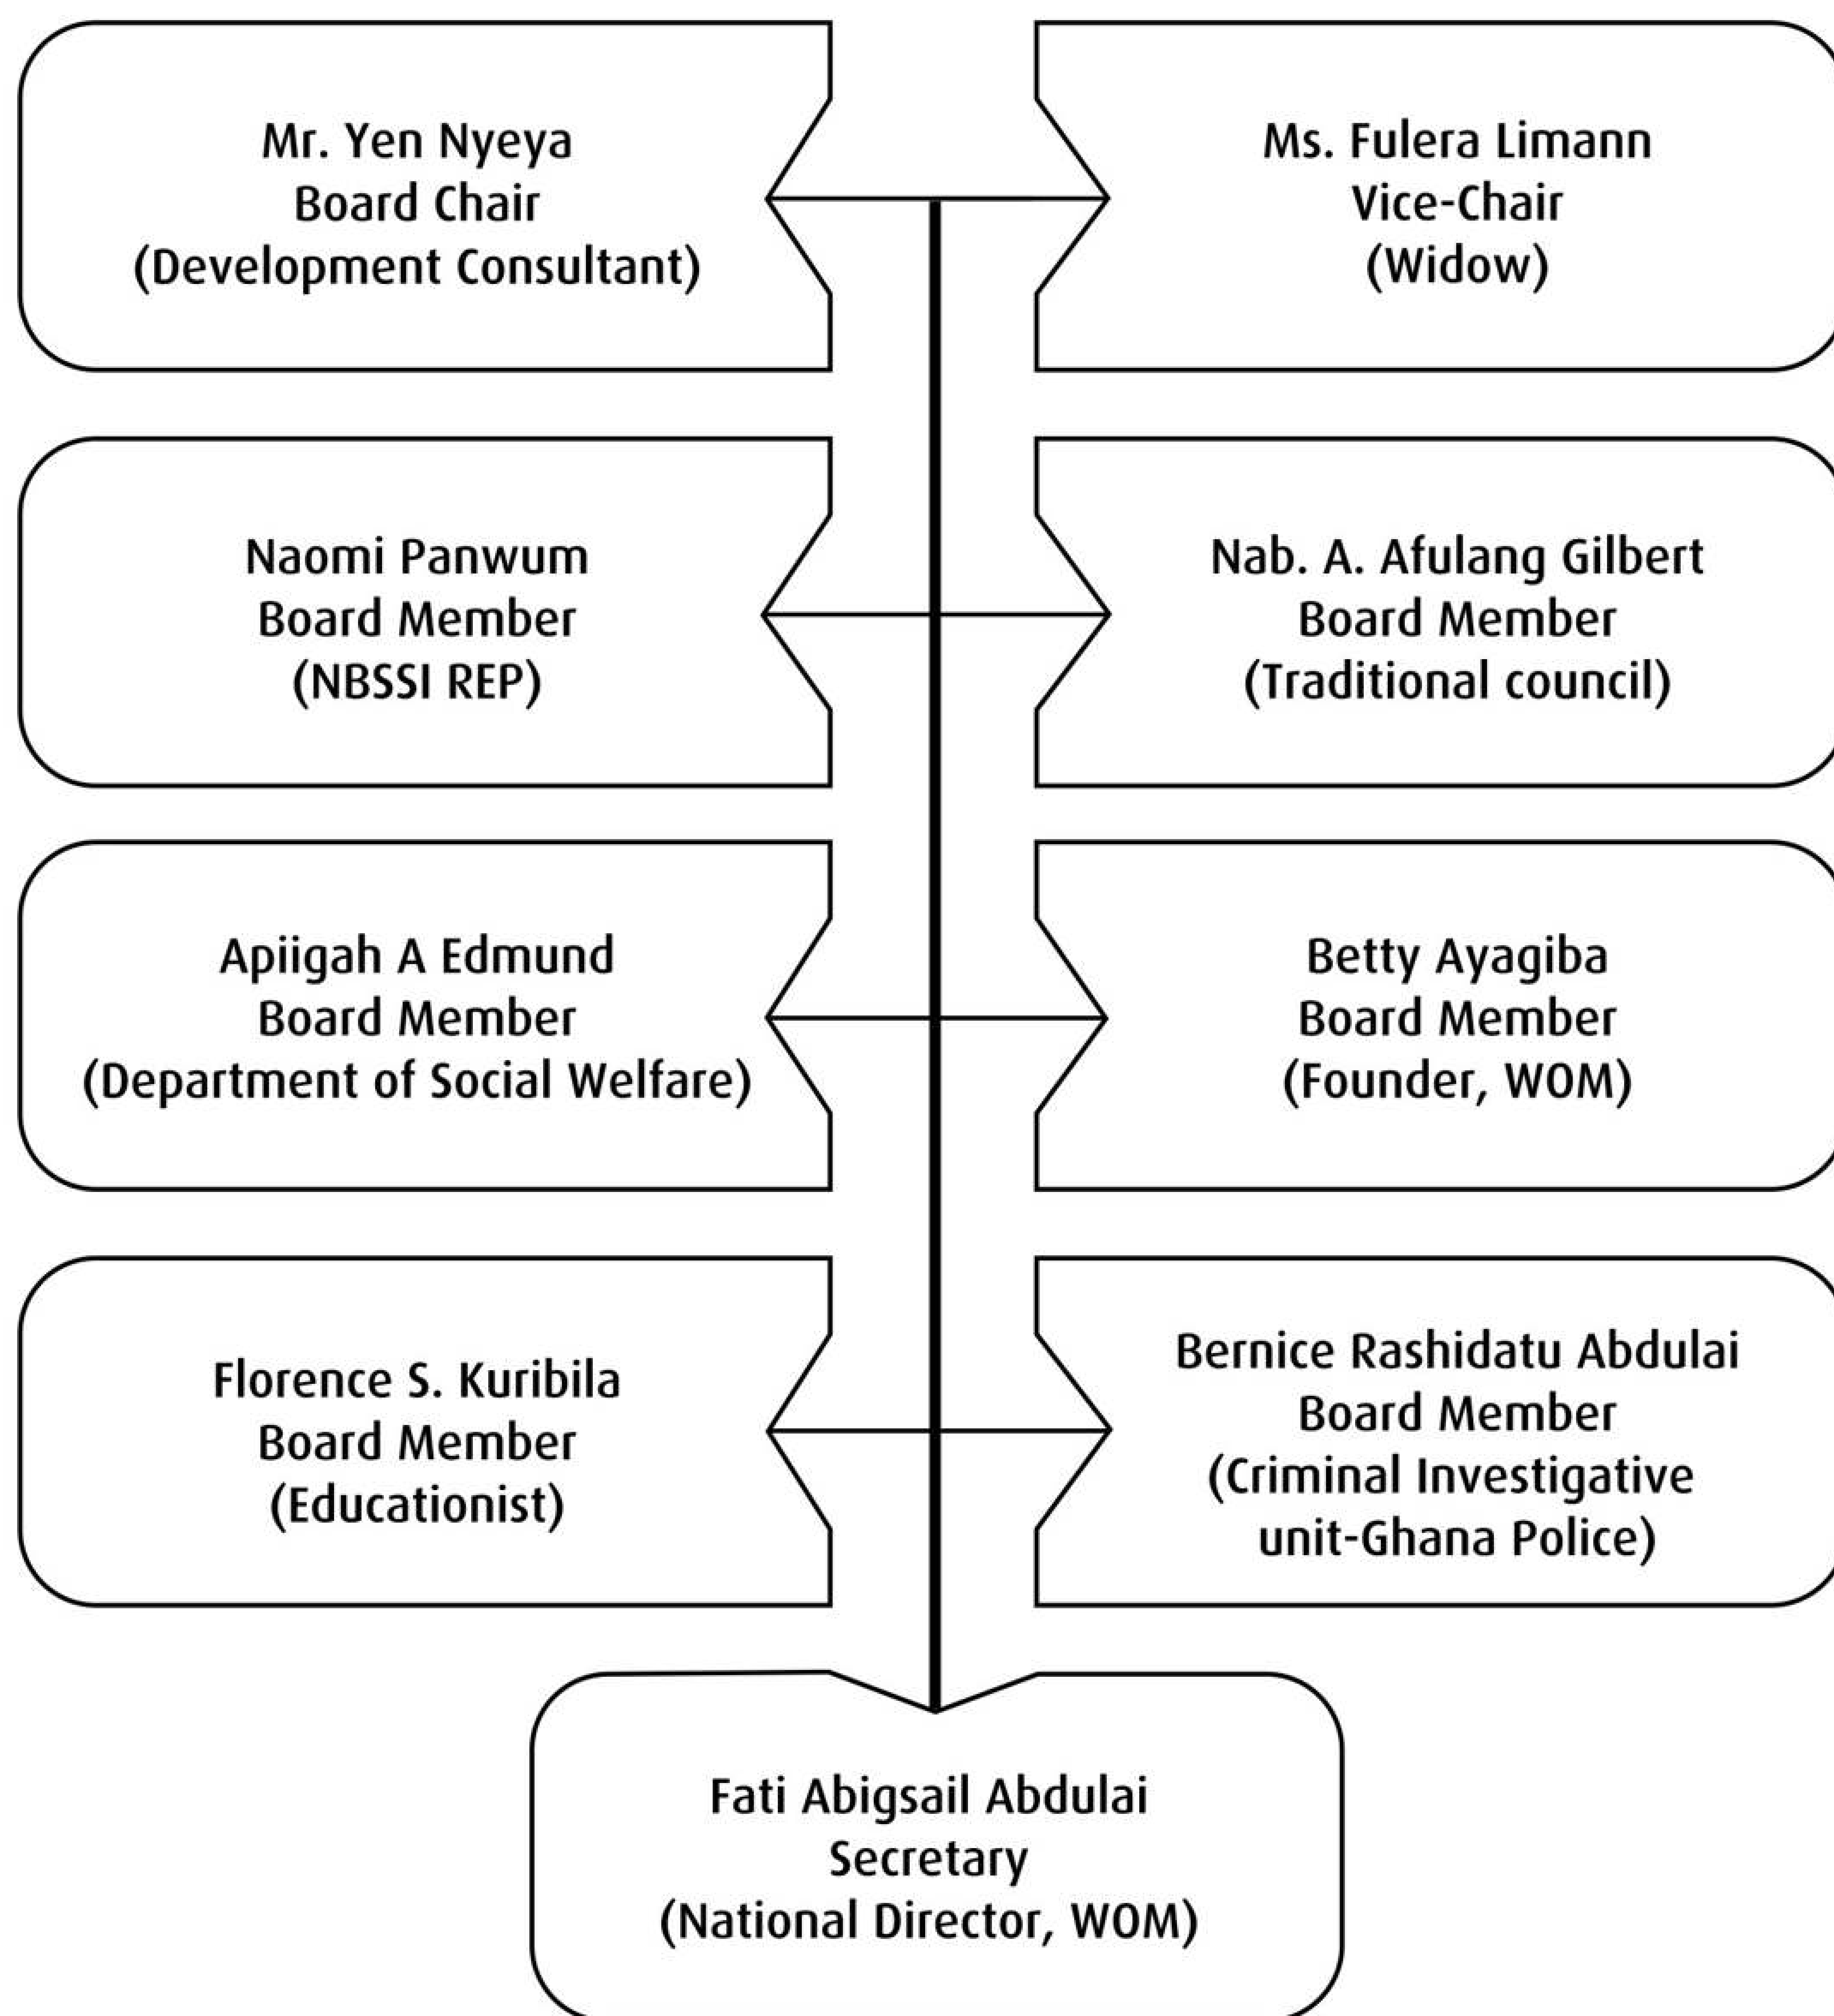 Mr. Yen Nyeya
Board Chair
(Development Consultant)
Ms. Fulera Limann
Vice-Chair
(Widow)
Naomi Panwum
Board Member
(NBSSI REP)
Nab. A. Afulang Gilbert
Board Member
(Traditional council)
Apiigah A Edmund
Board Member
(Department of Social Welfare)
Betty Ayagiba
Board Member
(Founder, WOM)
Florence S. Kuribila
Board Member
(Educationist)
Bernice Rashidatu Abdulai
Board Member
(Criminal Investigative
unit-Ghana Police)
Fati Abigsail Abdulai
Secretary
(National Director, WOM)